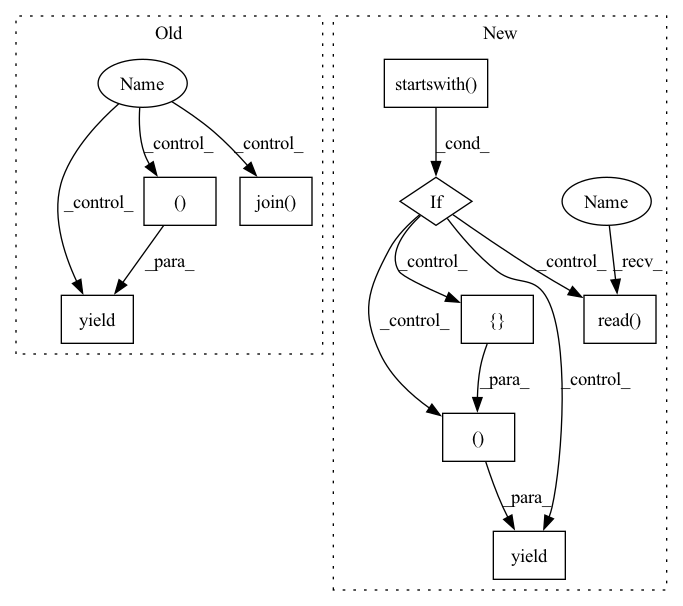 Old
New
Name
startswith()
_control_
_control_
_cond_
_control_
()
join()
If
Name
_para_
_control_
_control_
_recv_
yield
_control_
{}
read()
_para_
_control_
()
_para_
yield